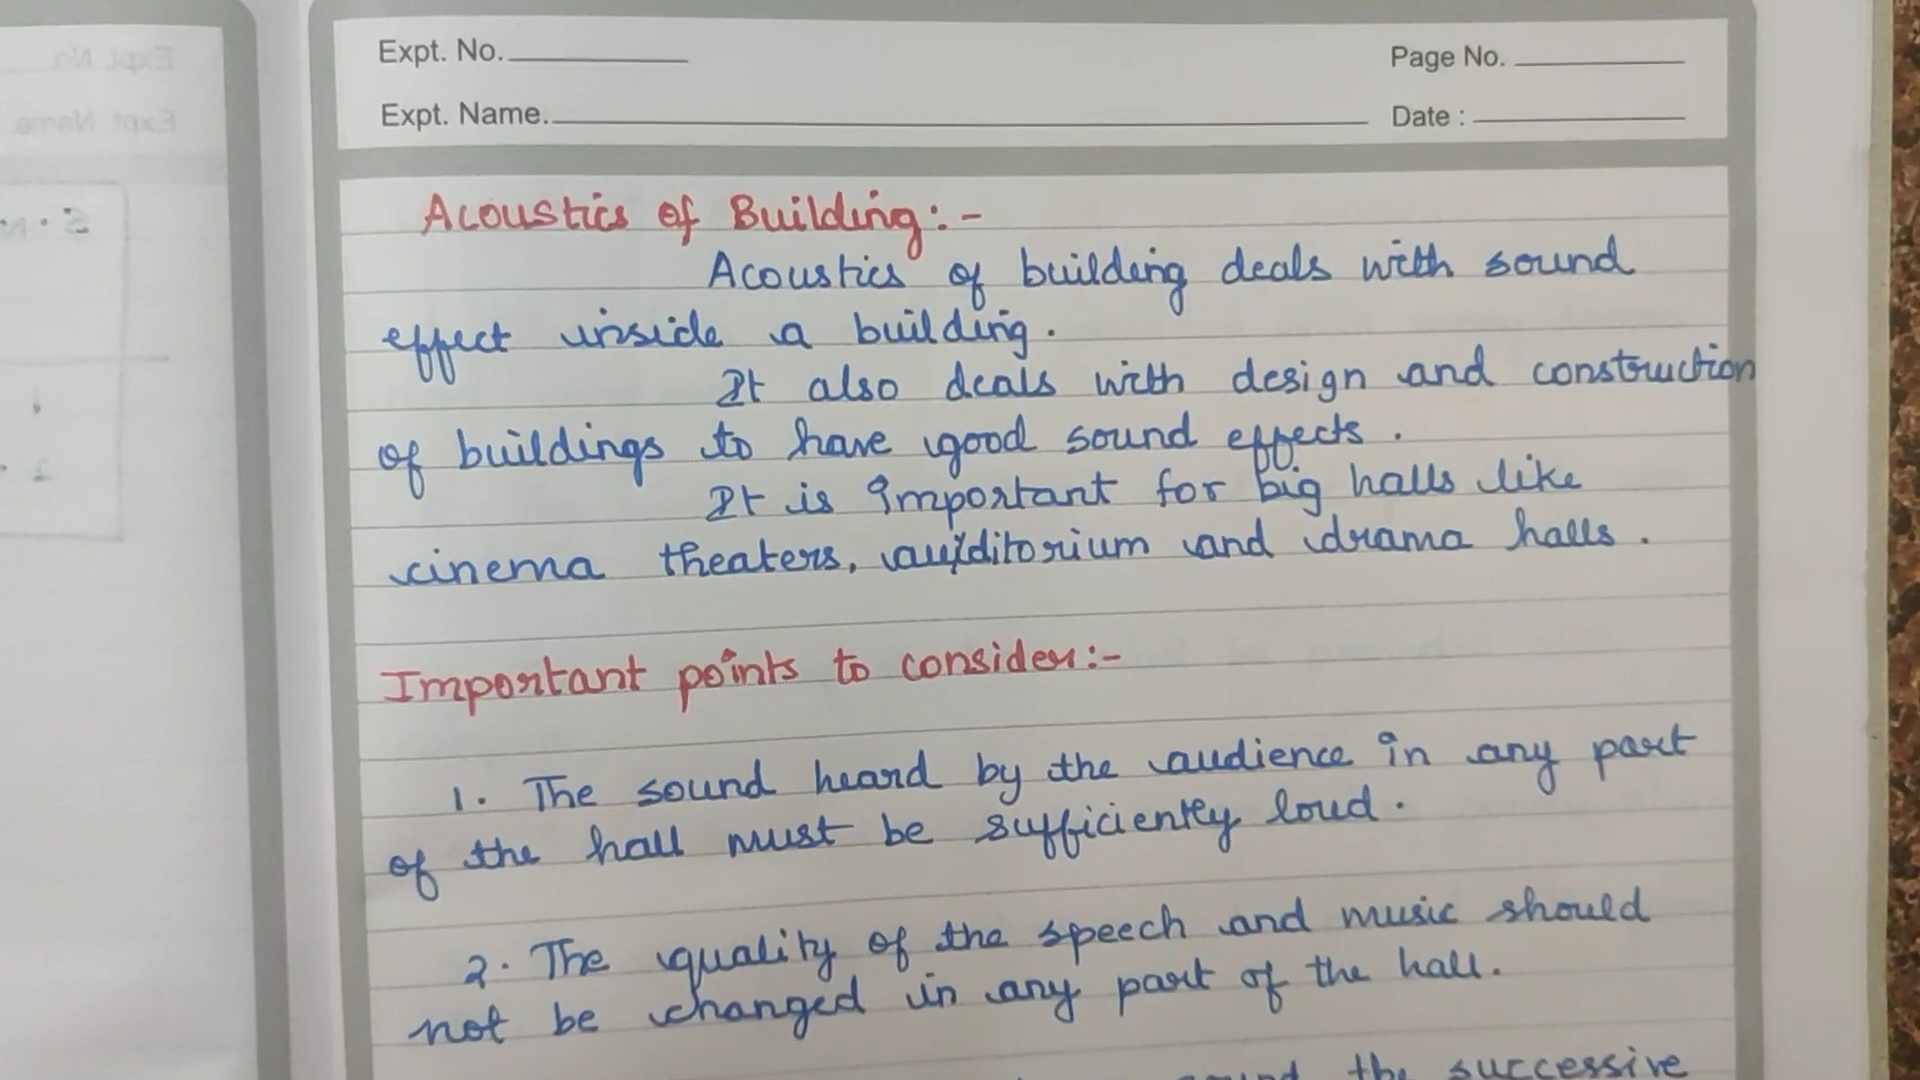 Expt. No.
Page No.
Expt. Name.
Date :
Acoustics of Building:-
Acoustics of building deals with sound
effect inside a building.
It also deals with design and construction
of buildings to have good sound effects.
It is important for big halls like
cinema theaters, auditorium and drama halls.
Important points to consider:-
1. The sound heard by the audience in any part
of the hall must be sufficiently loud.
2. The quality of the speech and music should
not be changed in any part of the hall.
the successive